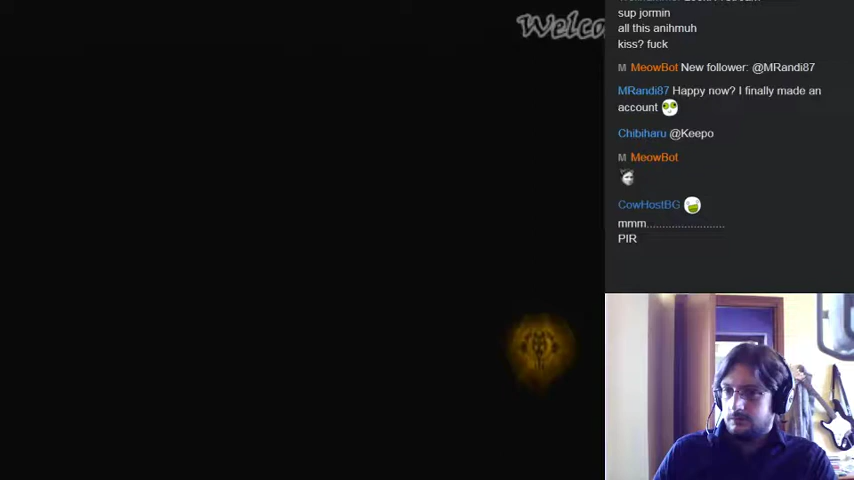 Welco
sup jormin
all this anihmuh
kiss? fuck
M MeowBot New follower: @MRandi87
MRandi87 Happy now? I finally made an
account
Chibiharu @Keepo
M MeowBot
CowHostBG
mmm........................
PIR